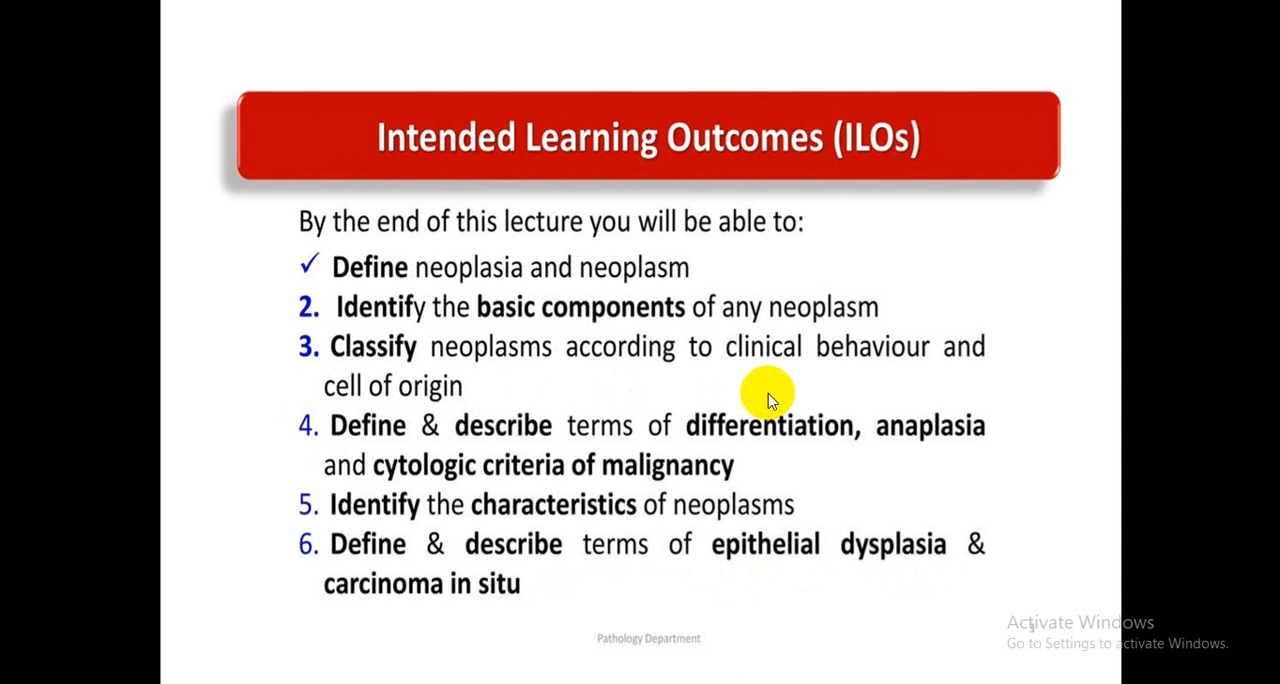 Intended Learning Outcomes (ILOs)
By the end of this lecture you will be able to:
✓ Define neoplasia and neoplasm
2. Identify the basic components of any neoplasm
3. Classify neoplasms according to clinical behaviour and
cell of origin
4. Define & describe terms of differentiation, anaplasia
and cytologic criteria of malignancy
5. Identify the characteristics of neoplasms
6. Define & describe terms of epithelial dysplasia &
carcinoma in situ
Pathology Department
Activate Windows
Go to Settings to activate Windows.